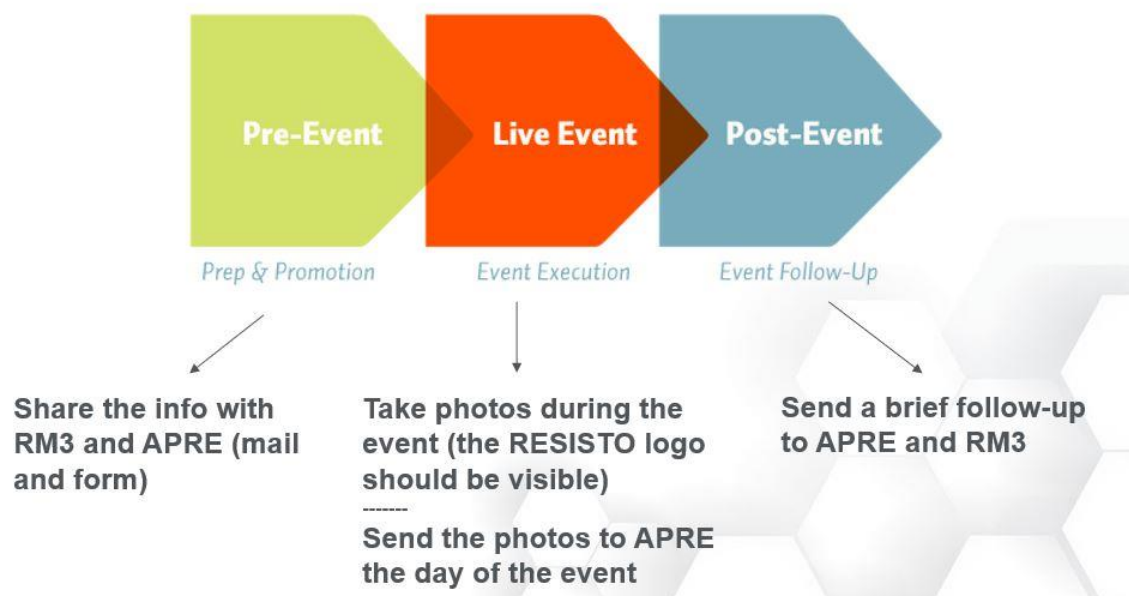 Pre-Event
Live Event
Post-Event
Prep & Promotion
Event Execution
Event Follow-Up
Share the info with
RM3 and APRE (mail
and form)
Take photos during the
event (the RESISTO logo
should be visible)
-------
Send the photos to APRE
the day of the event
Send a brief follow-up
to APRE and RM3